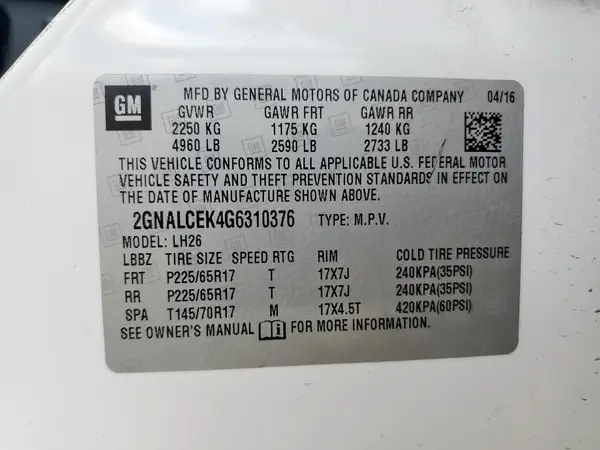 GM
MFD BY GENERAL MOTORS OF CANADA COMPANY 04/16
GVWR GAWR FRT GAWR RR
2250 KG 1175 KG 1240 KG
4960 LB 2590 LB 2733 LB
THIS VEHICLE CONFORMS TO ALL APPLICABLE U.S. FEDERAL MOTOR
VEHICLE SAFETY AND THEFT PREVENTION STANDARDS IN EFFECT ON
THE DATE OF MANUFACTURE SHOWN ABOVE.
2GNALCEK4G6310376 TYPE: M.P.V.
MODEL: LH26
LBBZ TIRE SIZE SPEED RTG RIM COLD TIRE PRESSURE
FRT P225/65R17 T 17X7J 240KPA(35PSI)
RR P225/65R17 T 17X7J 240KPA(35PSI)
SPA T145/70R17 M 17X4.5T 420KPA(60PSI)
SEE OWNER'S MANUAL FOR MORE INFORMATION.